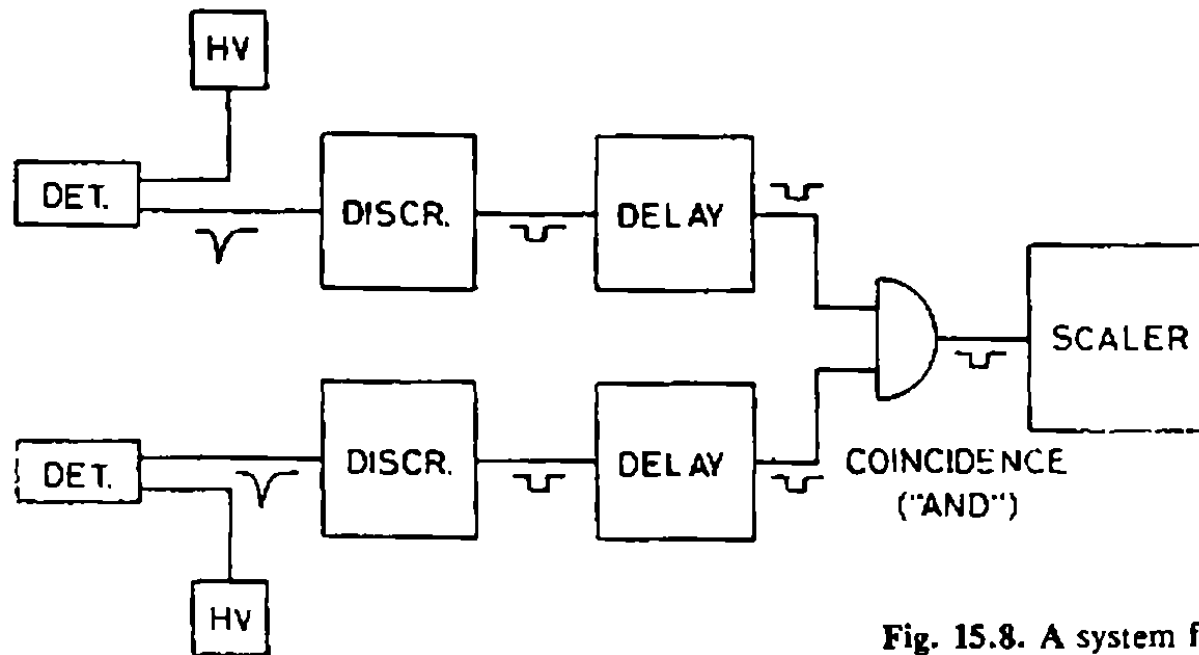 HV
DET.
DISCR.
DELAY
SCALER
DET.
DISCR.
DELAY
COINCIDENCE
("AND")
HV
Fig. 15.8. A system f